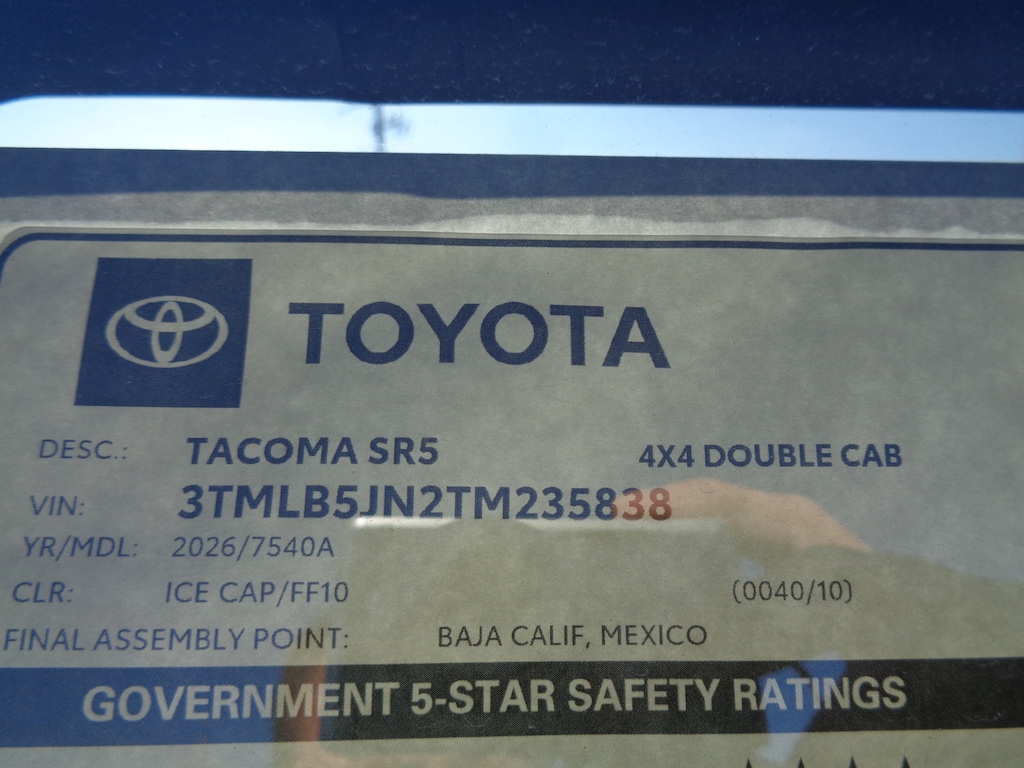 TOYOTA
DESC.: TACOMA SR5 4X4 DOUBLE CAB
VIN: 3TMLB5JN2TM235838
YR/MDL: 2026/7540A
CLR: ICE CAP/FF10 (0040/10)
FINAL ASSEMBLY POINT: BAJA CALIF, MEXICO
GOVERNMENT 5-STAR SAFETY RATINGS